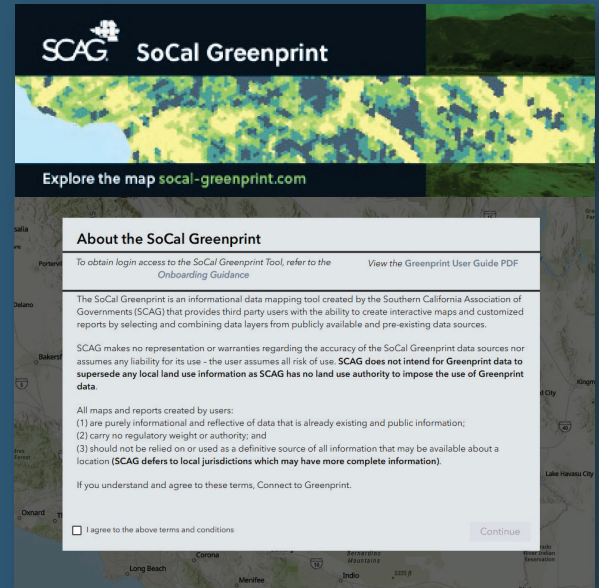 SCAG. SoCal Greenprint
Explore the map socal-greenprint.com
About the SoCal Greenprint
To obtain login access to the SoCal Greenprint Tool, refer to the
Onboarding Guidance
View the Greenprint User Guide PDF
The SoCal Greenprint is an informational data mapping tool created by the Southern California Association of
Governments (SCAG) that provides third party users with the ability to create interactive maps and customized
reports by selecting and combining data layers from publicly available and pre-existing data sources.
SCAG makes no representation or warranties regarding the accuracy of the SoCal Greenprint data sources nor
assumes any liability for its use - the user assumes all risk of use. SCAG does not intend for Greenprint data to
supersede any local land use information as SCAG has no land use authority to impose the use of Greenprint
data.
All maps and reports created by users:
(1) are purely informational and reflective of data that is already existing and public information;
(2) carry no regulatory weight or authority; and
(3) should not be relied on or used as a definitive source of all information that may be available about a
location (SCAG defers to local jurisdictions which may have more complete information).
If you understand and agree to these terms, Connect to Greenprint.
I agree to the above terms and conditions
Continue
salia
Portervil
Delano
Bakersf
5
Kingm
d City
40
Lake Havasu City
Oxnard
Corona
Bernardino
Mountains
River Indian
Reservation
Long Beach
10
Indio
Menifee